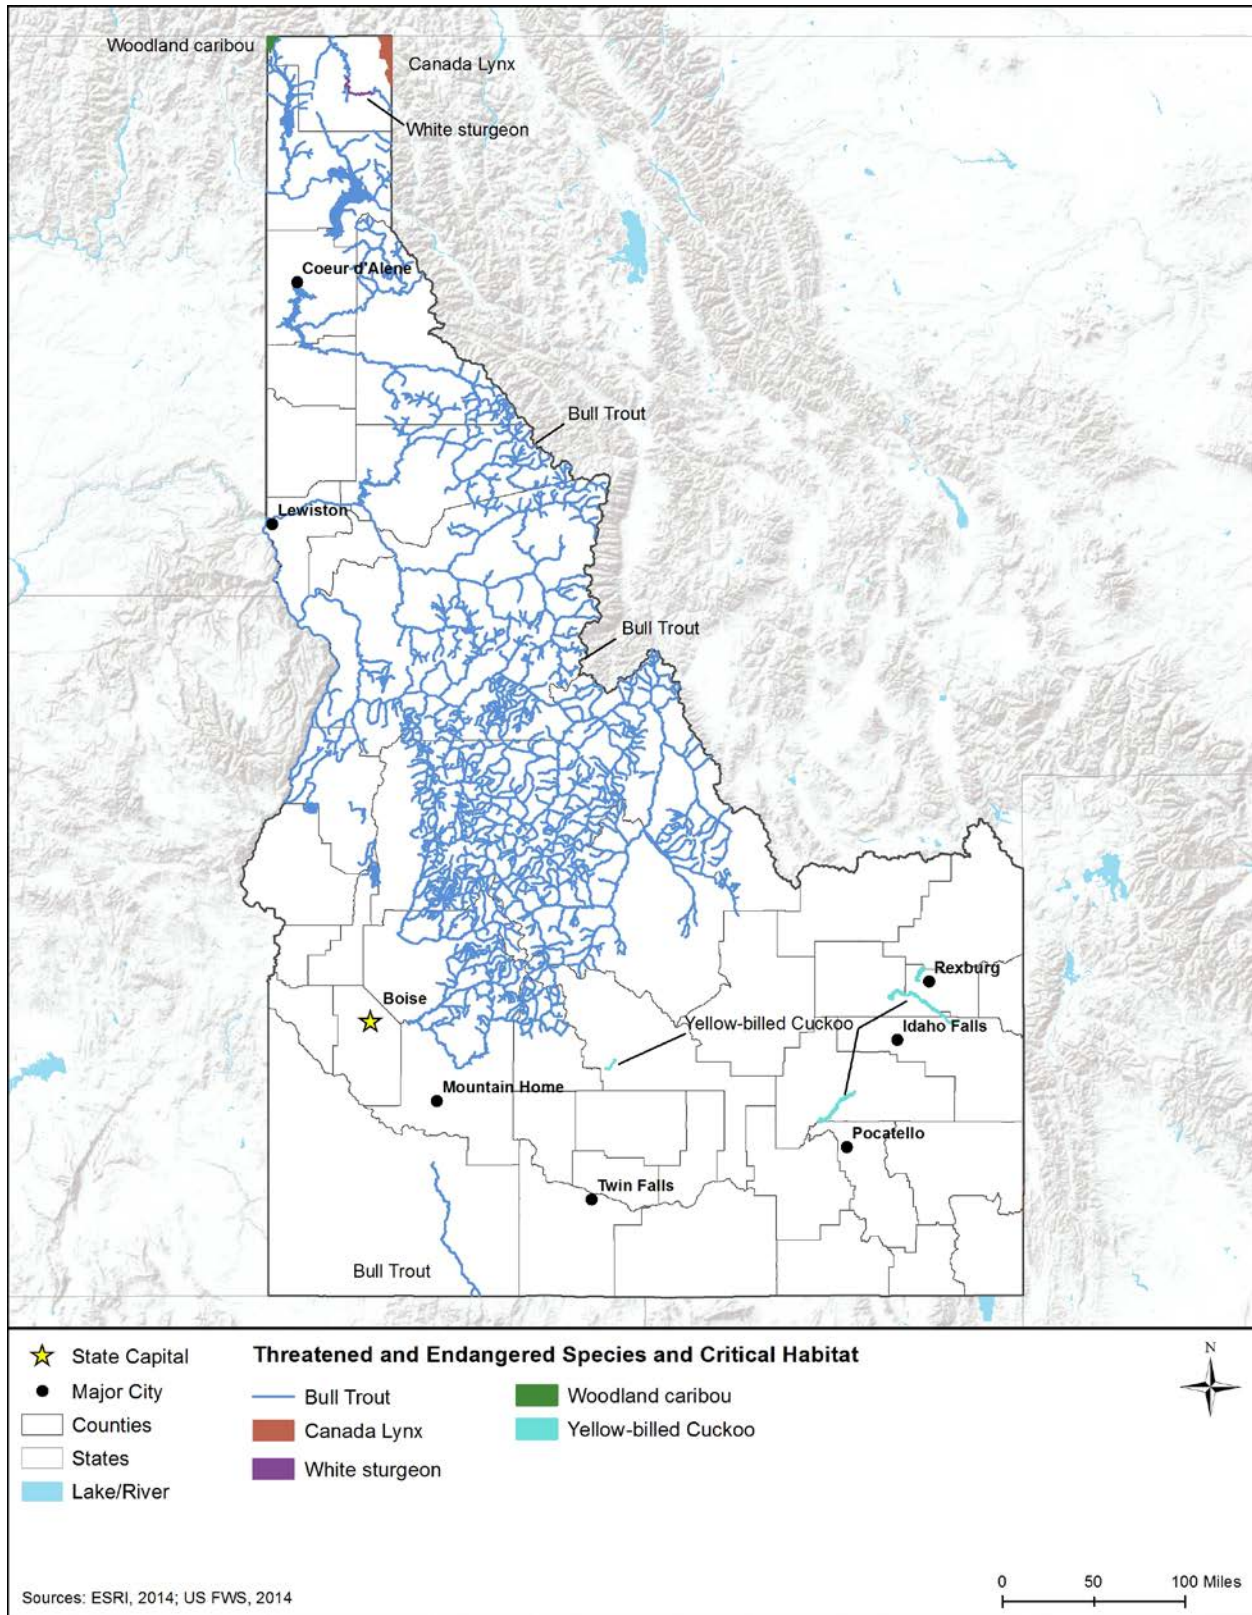 Woodland caribou
Canada Lynx
White sturgeon
Coeur d'Alene
Bull Trout
Lewiston
Bull Trout
Rexburg
Boise
Yellow-billed Cuckoo
Idaho Falls
Mountain Home
Pocatello
Twin Falls
Bull Trout
State Capital
Major City
Counties
States
Lake/River
Threatened and Endangered Species and Critical Habitat
Bull Trout
Canada Lynx
White sturgeon
Woodland caribou
Yellow-billed Cuckoo
N
Sources: ESRI, 2014; US FWS, 2014
0 50 100 Miles